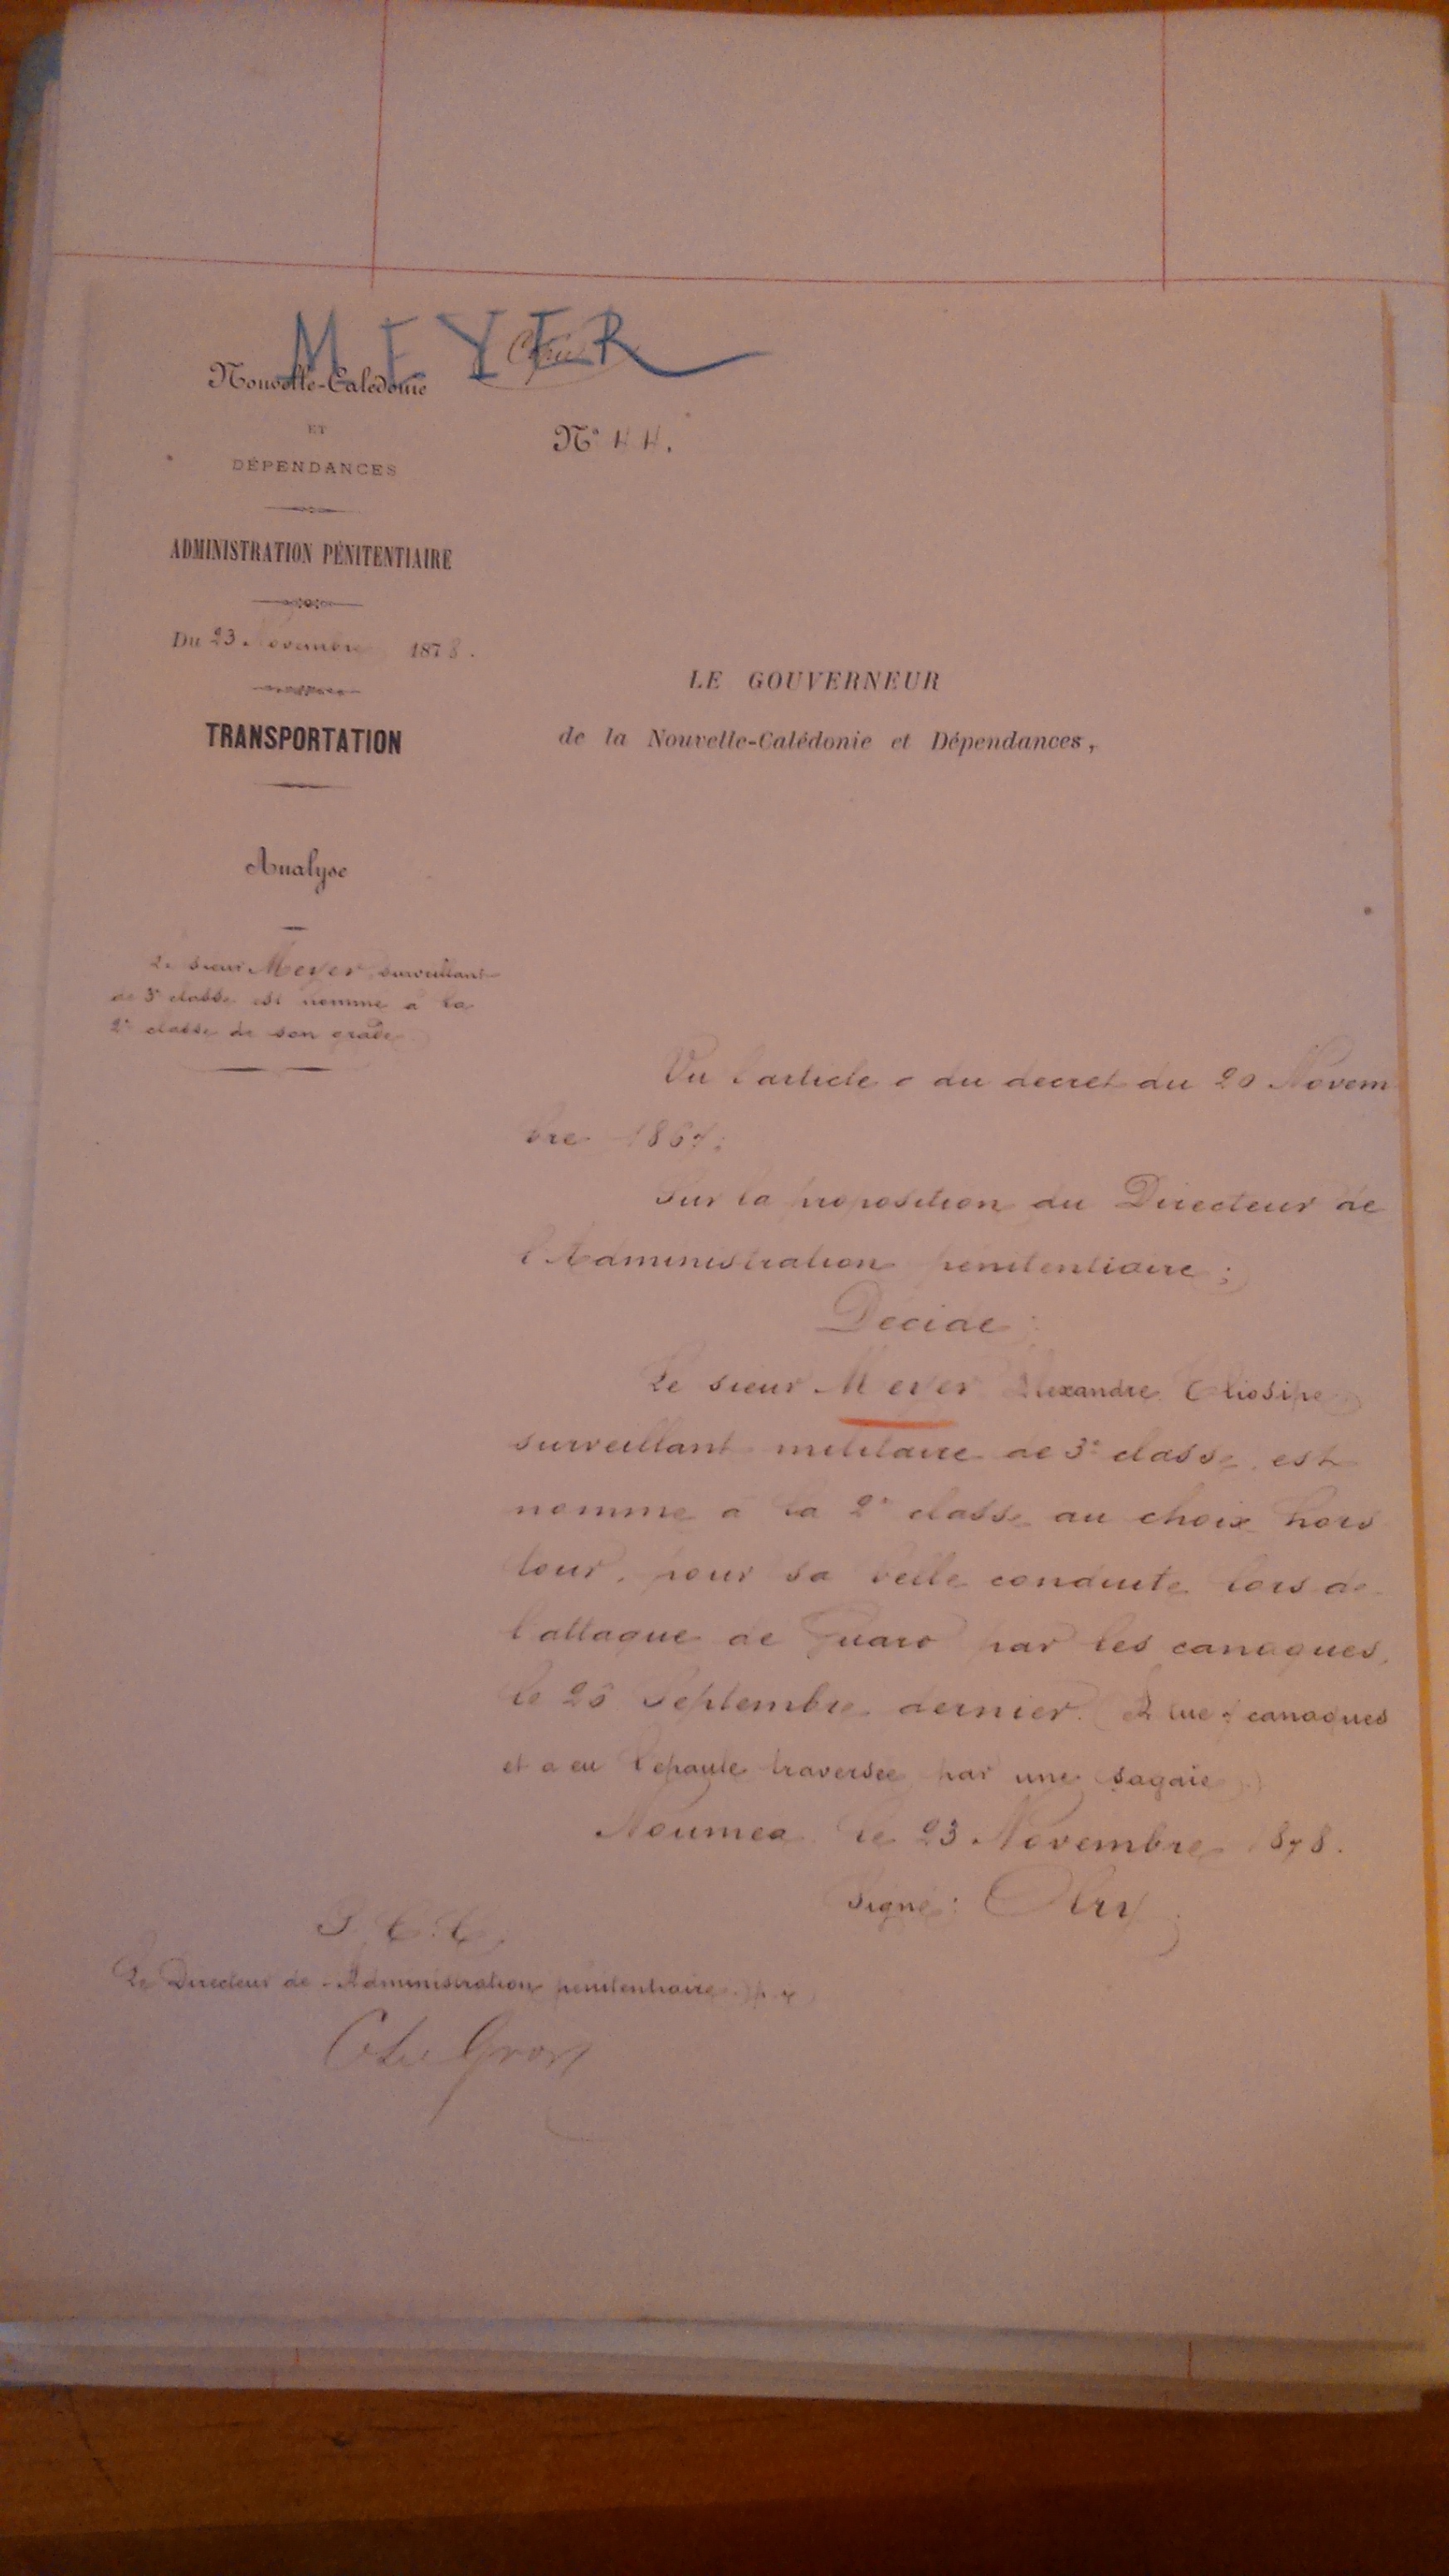 MEYER
Copie
Nouvelle-Calédonie
ET
DÉPENDANCES
N° 44.
ADMINISTRATION PÉNITENTIAIRE
Du 23 Novembre 1878.
TRANSPORTATION
LE GOUVERNEUR
de la Nouvelle-Calédonie et Dépendances,
Analyse
Le sieur Meyer, surveillant
de 3e classe est nommé à la
2e classe de son grade
Vu l'article du décret du 20 Novem
bre 1867;
Sur la proposition du Directeur de
l'Administration pénitentiaire;
Décide:
Le sieur Meyer Alexandre
surveillant militaire de 3e classe, est
nommé à la 2e classe au choix hors
tour, pour sa belle conduite lors de
l'attaque de par les canaques,
le Septembre dernier. tué canaques
et a eu l'épaule traversée par une sagaie.)
Nouméa le 23 Novembre 1878.
Signé: Olry
P. C. C.
Le Directeur de l'Administration pénitentiaire